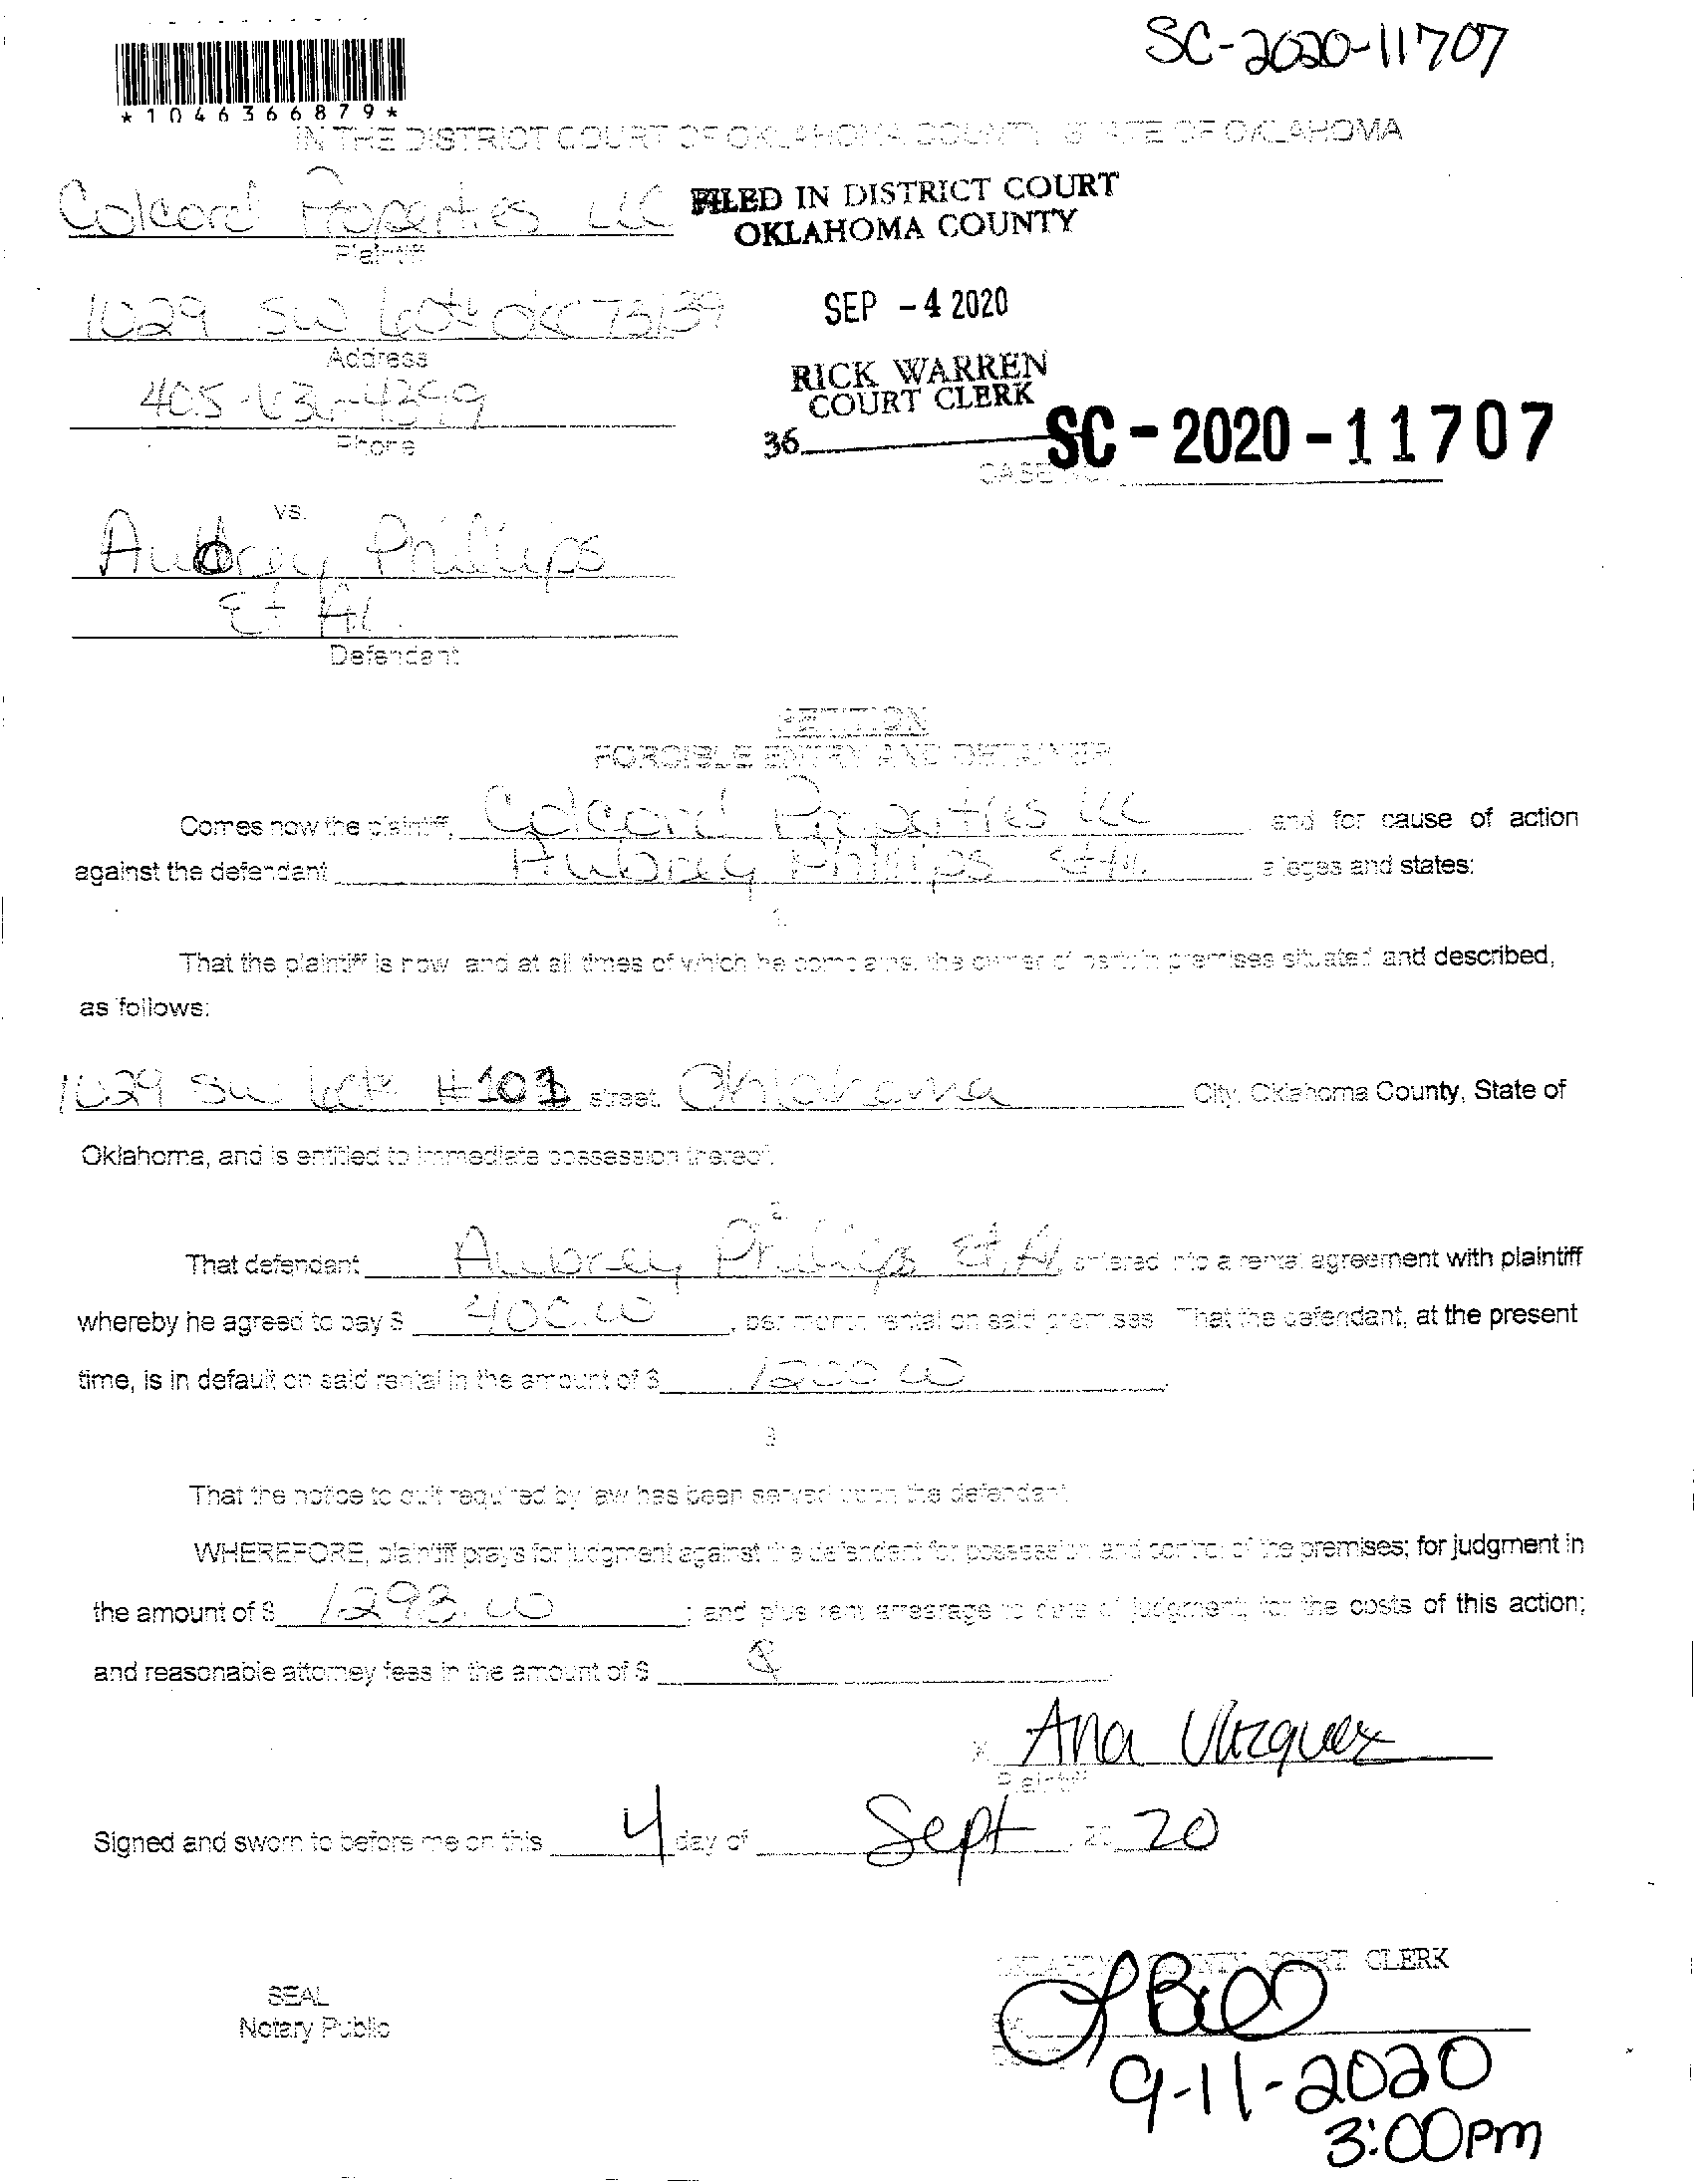 SC-2020-11707
*1046366879*
IN THE DISTRICT COURT OF OKLAHOMA COUNTY, STATE OF OKLAHOMA
Colcord Properties LLC
FILED IN DISTRICT COURT
OKLAHOMA COUNTY
Plaintiff
1029 SW OKC 73139
SEP - 4 2020
Address
RICK WARREN
COURT CLERK
Phone
36
SC-2020-11707
CASE NO.
vs.
Aubrey Phillips
Et Al.
Defendant
PETITION
FORCIBLE ENTRY AND DETAINER
Comes now the plaintiff, Colcord Properties LLC and for cause of action
against the defendant Aubrey Phillips et Al. alleges and states:
1.
That the plaintiff is now and at all times of which he complains, the owner of certain premises situated and described,
as follows:
1029 SW street, Oklahoma City, Oklahoma County, State of
Oklahoma, and is entitled to immediate possession thereof.
2.
That defendant Aubrey Phillips Et. Al entered into a rental agreement with plaintiff
whereby he agreed to pay $ 400.00, per month rental on said premises. That the defendant, at the present
time, is in default on said rental in the amount of $ 1200.00.
3
That the notice to quit required by law has been served upon the defendant.
WHEREFORE, plaintiff prays for judgment against the defendant for possession and control of the premises; for judgment in
the amount of $ 1293.00; and plus rent arrearage to date of judgment; for the costs of this action;
and reasonable attorney fees in the amount of $
x Ana Vazquez
Plaintiff
Signed and sworn to before me on this 4 day of Sept, 20 20
OKLAHOMA COUNTY COURT CLERK
SEAL
Notary Public
9-11-2020
3:00pm